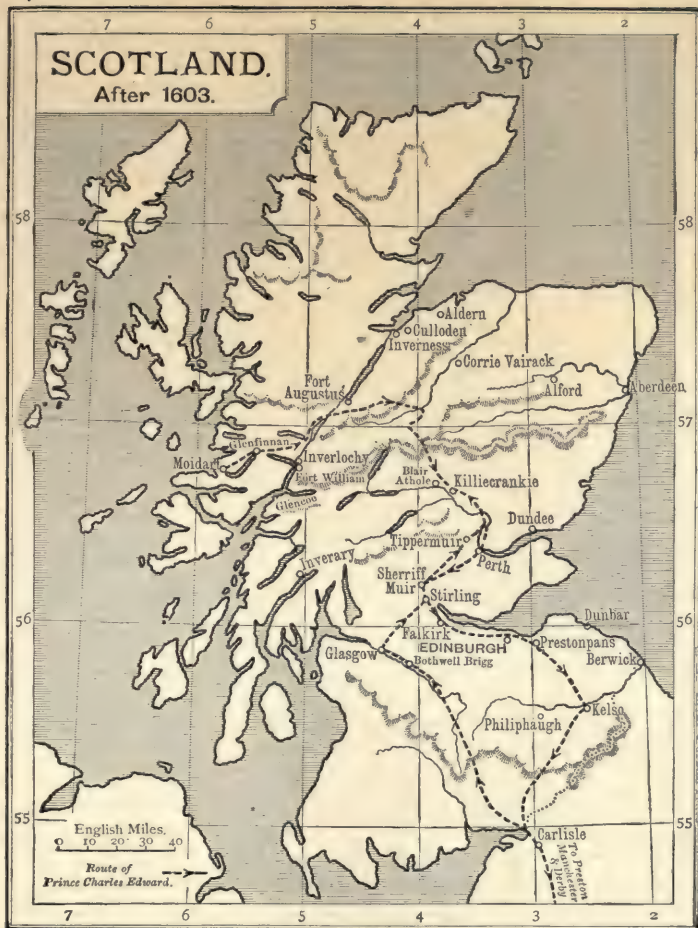 7 6 5 4 3 2
SCOTLAND.
After 1603.
58
58
Aldern
Culloden
Inverness
Corrie Vairack
Fort
Augustus
Alford
Aberdeen
57
57
Glenfinnan
Moidart
Inverlochy
Fort William
Blair
Athole
Killiecrankie
Glencoe
Dundee
Tippermuir
Inverary
Perth
Sherriff
Muir
Stirling
56
56
Dunbar
Falkirk
EDINBURGH
Prestonpans
Glasgow
Bothwell Brigg
Berwick
Kelso
Philiphaugh
55
55
English Miles.
0 10 20 30 40
Carlisle
To Preston
Manchester
& Derby
Route of
Prince Charles Edward.
7 6 5 4 3 2